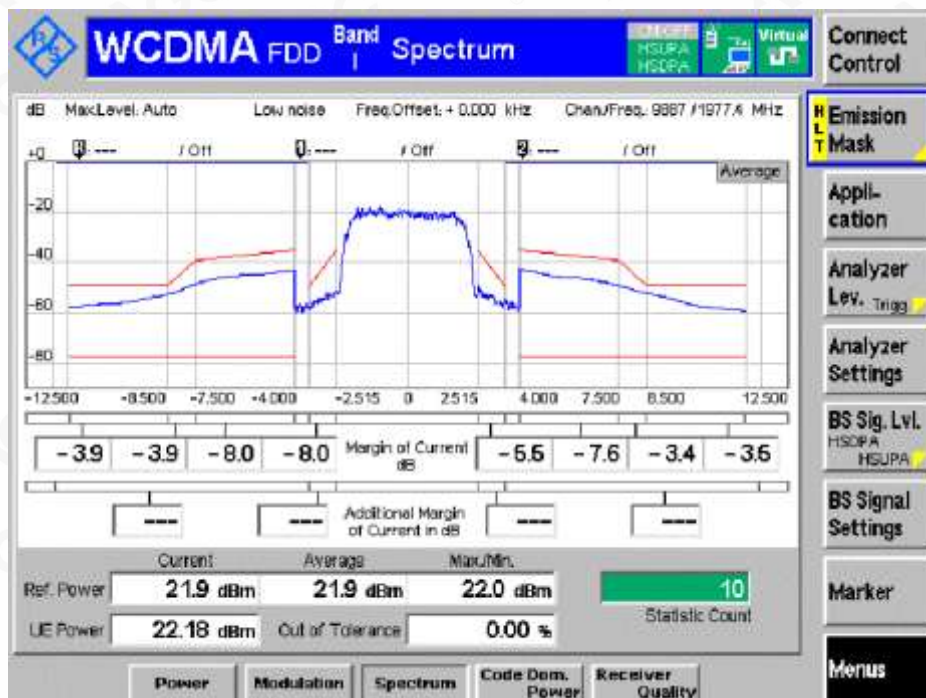 WCDMA FDD Band I Spectrum
HSUPA
HSDPA
Virtual
Connect Control
dB Max.Level: Auto Low noise Freq.Offset: + 0.000 kHz Chan./Freq.: 9887 / 1977.4 MHz
HLT
Emission Mask
+0 --- / Off --- / Off 2: --- / Off
Average
-20
-40
-60
-80
Appli-cation
Analyzer Lev. Trigg
Analyzer Settings
-12.500 -8.500 -7.500 -4.000 -2.515 0 2.515 4.000 7.500 8.500 12.500
BS Sig. Lvl.
HSDPA
HSUPA
-3.9 -3.9 -8.0 -8.0 Margin of Current dB -5.5 -7.6 -3.4 -3.5
--- --- Additional Margin of Current in dB --- ---
BS Signal Settings
Current Average Max./Min.
Ref. Power 21.9 dBm 21.9 dBm 22.0 dBm 10
Statistic Count
UE Power 22.18 dBm Out of Tolerance 0.00 %
Marker
Menus
Power Modulation Spectrum Code Dom. Power Receiver Quality